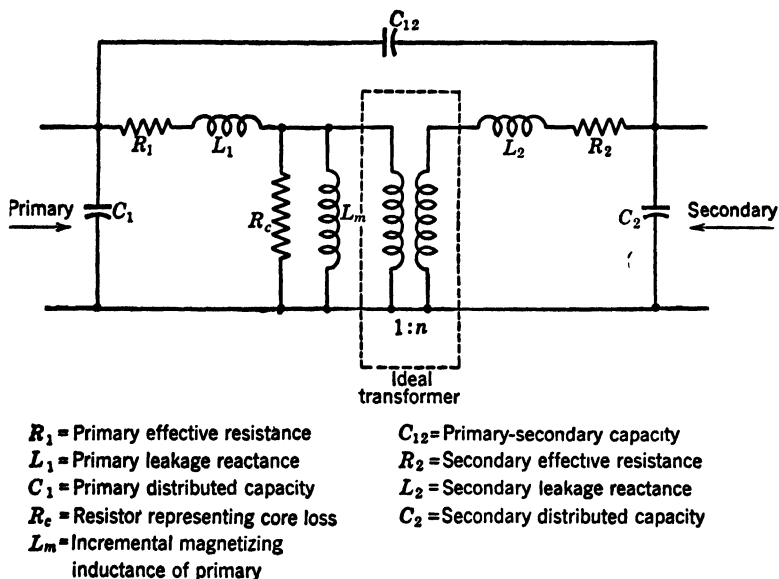 C12
R1
L1
L2
R2
Primary
C1
Rc
Lm
C2
Secondary
1:n
Ideal
transformer
R1 = Primary effective resistance
L1 = Primary leakage reactance
C1 = Primary distributed capacity
Rc = Resistor representing core loss
Lm = Incremental magnetizing
inductance of primary
C12 = Primary-secondary capacity
R2 = Secondary effective resistance
L2 = Secondary leakage reactance
C2 = Secondary distributed capacity